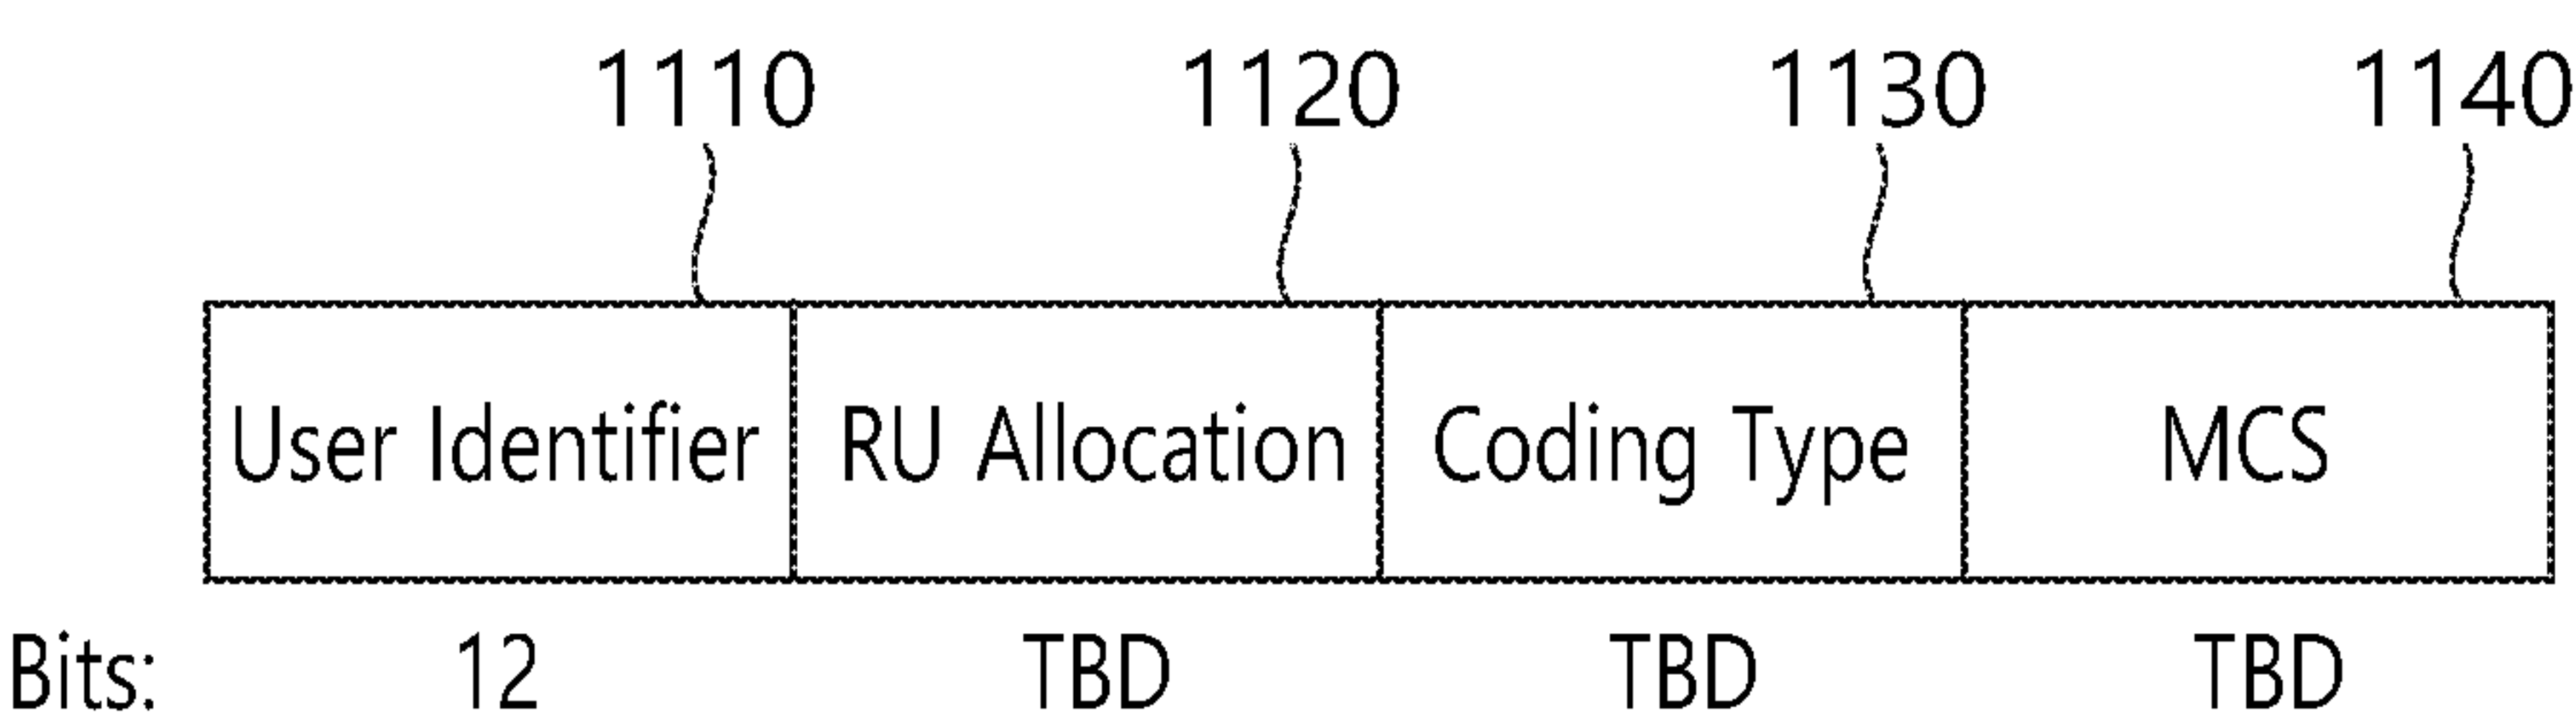 1110 1120 1130 1140
User Identifier RU Allocation Coding Type MCS
Bits: 12 TBD TBD TBD